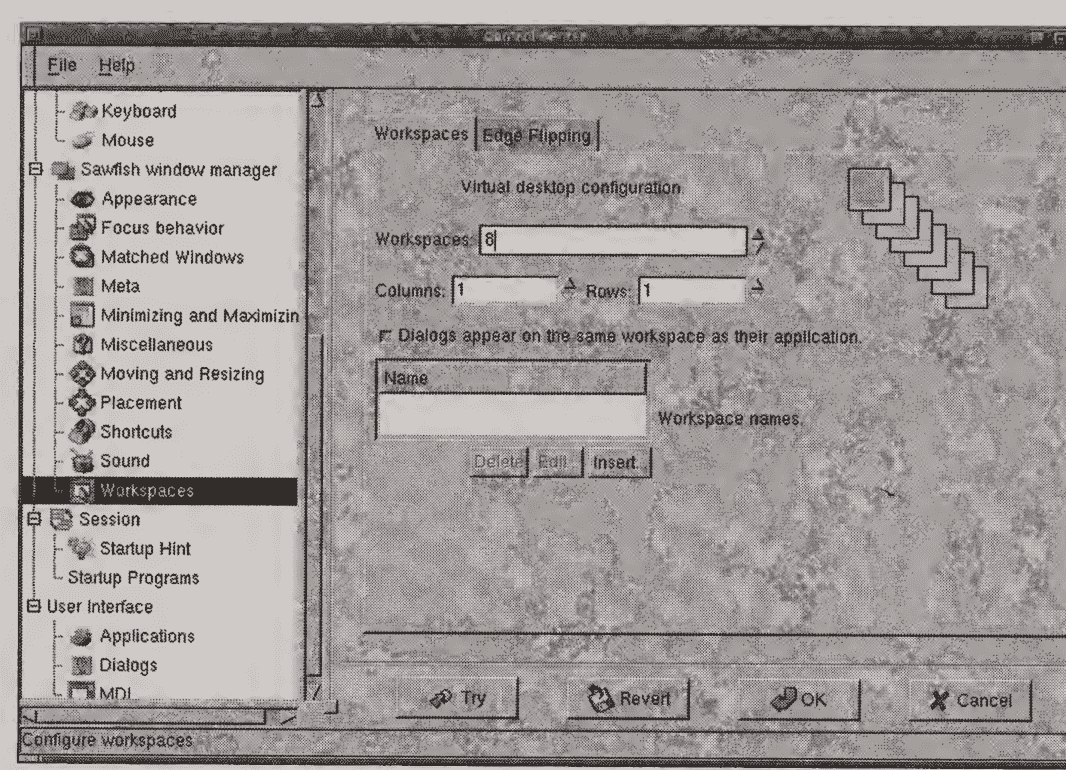 Control Center
File Help
Keyboard
Mouse
Sawfish window manager
Appearance
Focus behavior
Matched Windows
Meta
Minimizing and Maximizin
Miscellaneous
Moving and Resizing
Placement
Shortcuts
Sound
Workspaces
Session
Startup Hint
Startup Programs
User Interface
Applications
Dialogs
MDI
Workspaces Edge Flipping
Virtual desktop configuration
Workspaces: 8
Columns: 1 Rows: 1
Dialogs appear on the same workspace as their application.
Name
Workspace names.
Delete Edit... Insert...
Try Revert OK Cancel
Configure workspaces